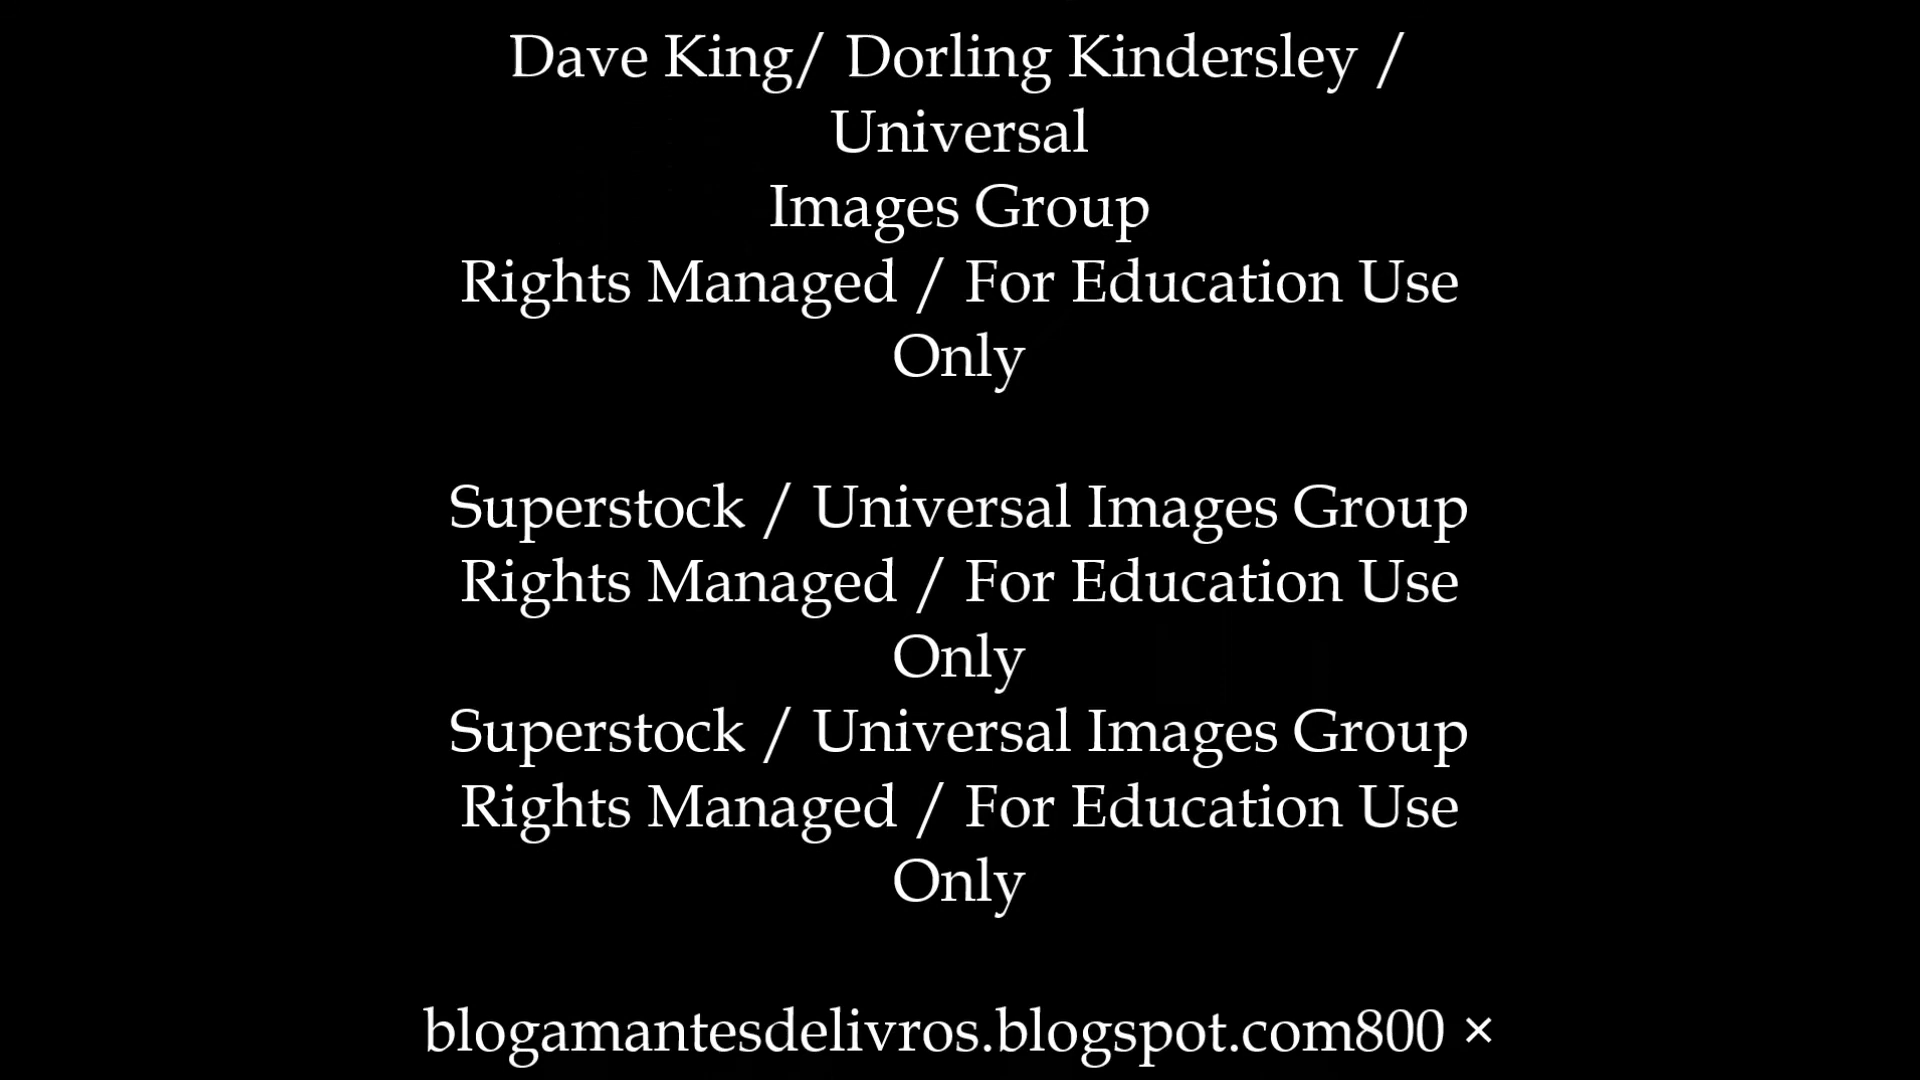 Dave King/ Dorling Kindersley /
Universal
Images Group
Rights Managed / For Education Use
Only
Superstock / Universal Images Group
Rights Managed / For Education Use
Only
Superstock / Universal Images Group
Rights Managed / For Education Use
Only
blogamantesdelivros.blogspot.com800 ×